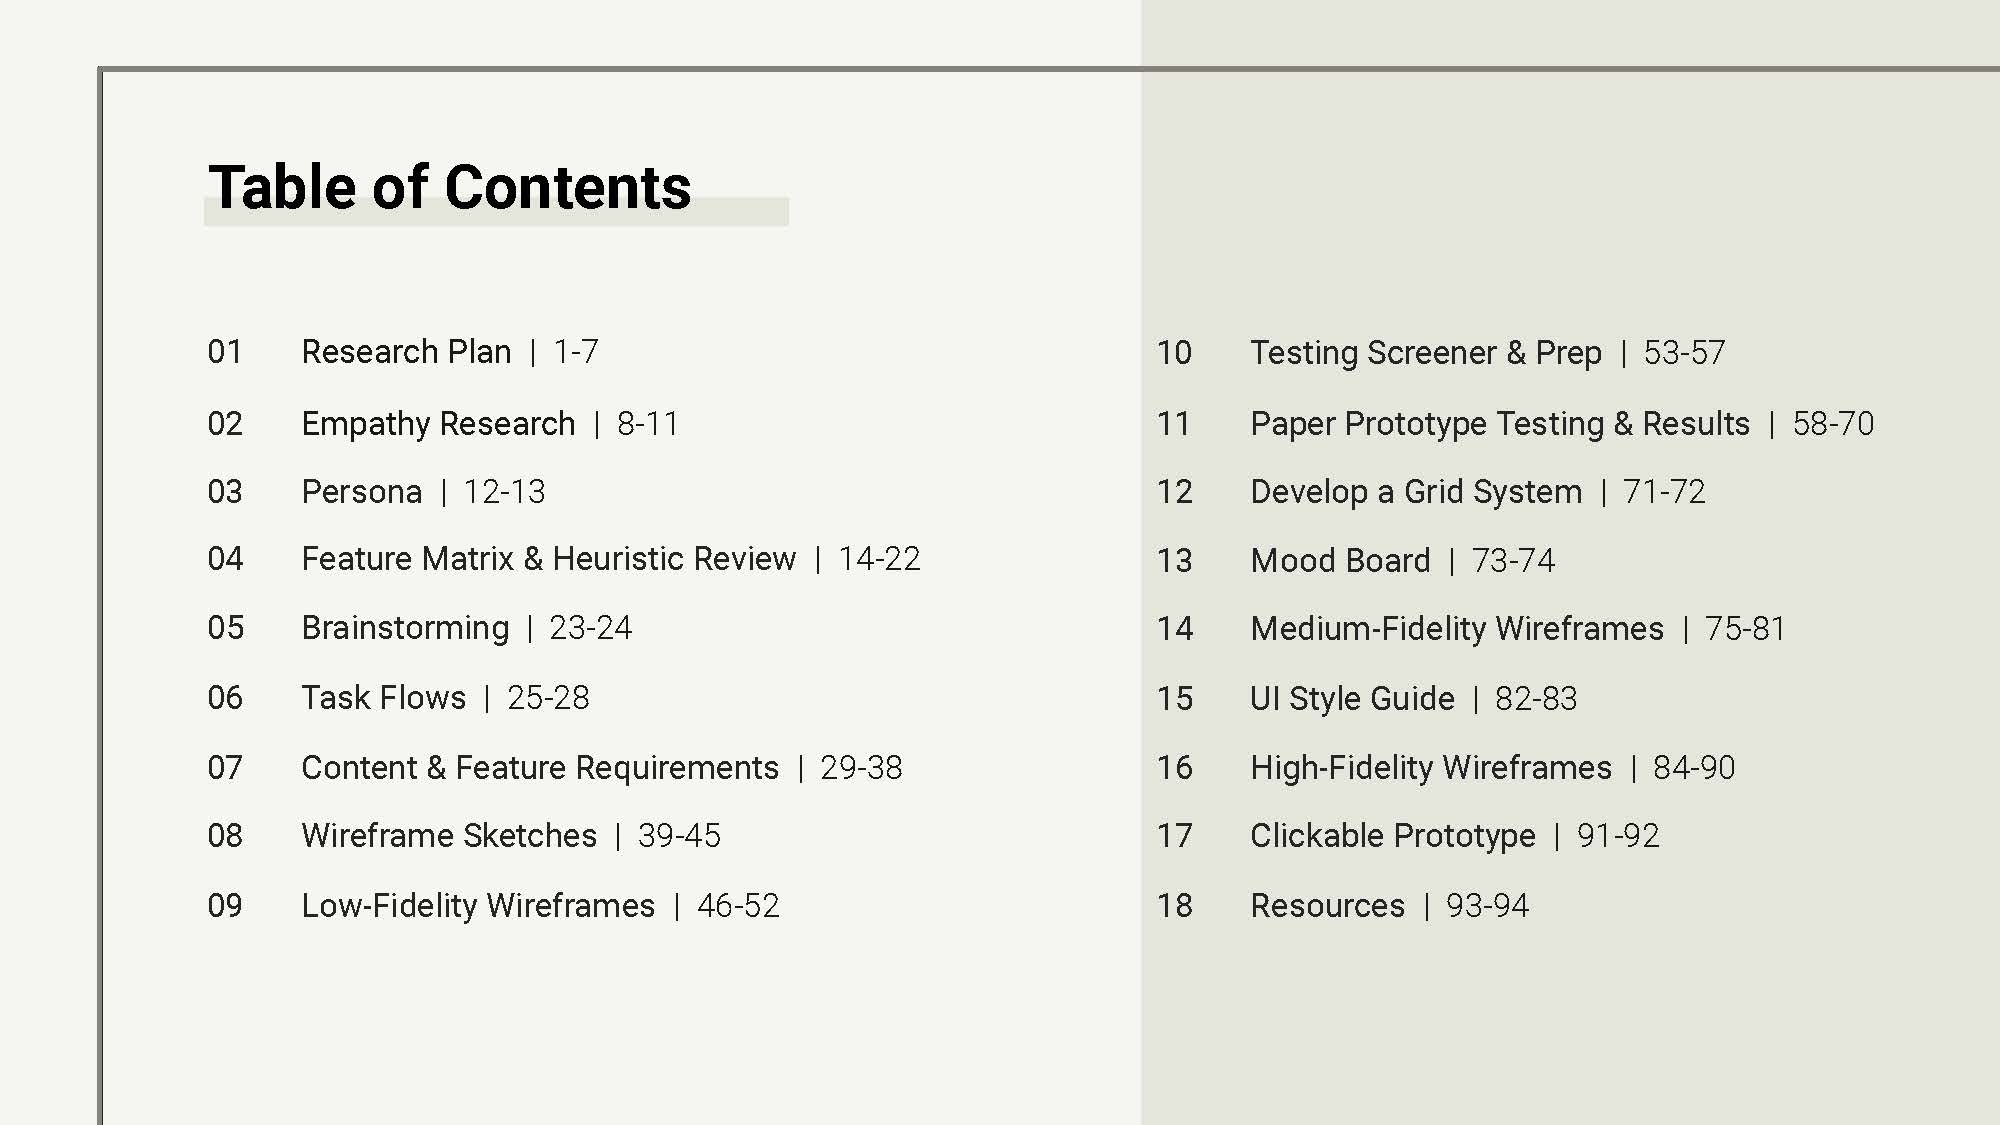 Table of Contents
01 Research Plan | 1-7
02 Empathy Research | 8-11
03 Persona | 12-13
04 Feature Matrix & Heuristic Review | 14-22
05 Brainstorming | 23-24
06 Task Flows | 25-28
07 Content & Feature Requirements | 29-38
08 Wireframe Sketches | 39-45
09 Low-Fidelity Wireframes | 46-52
10 Testing Screener & Prep | 53-57
11 Paper Prototype Testing & Results | 58-70
12 Develop a Grid System | 71-72
13 Mood Board | 73-74
14 Medium-Fidelity Wireframes | 75-81
15 UI Style Guide | 82-83
16 High-Fidelity Wireframes | 84-90
17 Clickable Prototype | 91-92
18 Resources | 93-94